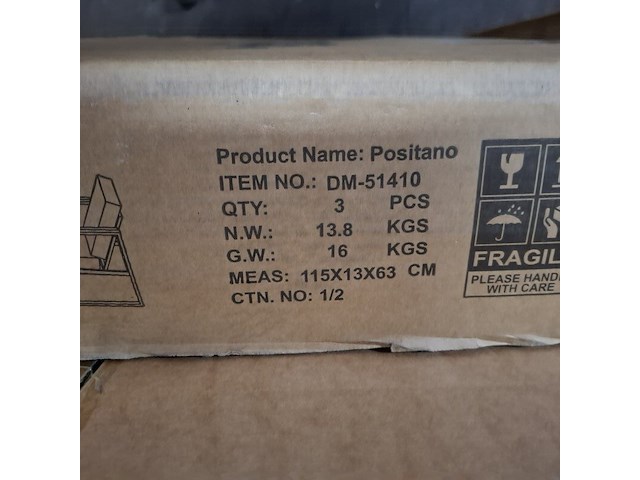 Product Name: Positano
ITEM NO.: DM-51410
QTY: 3 PCS
N.W.: 13.8 KGS
G.W.: 16 KGS
MEAS: 115X13X63 CM
CTN. NO: 1/2
FRAGIL
PLEASE HAND
WITH CARE